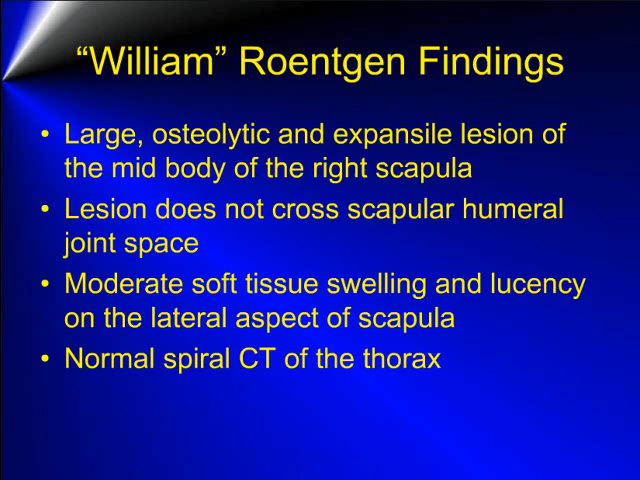 “William” Roentgen Findings
• Large, osteolytic and expansile lesion of
the mid body of the right scapula
• Lesion does not cross scapular humeral
joint space
• Moderate soft tissue swelling and lucency
on the lateral aspect of scapula
• Normal spiral CT of the thorax